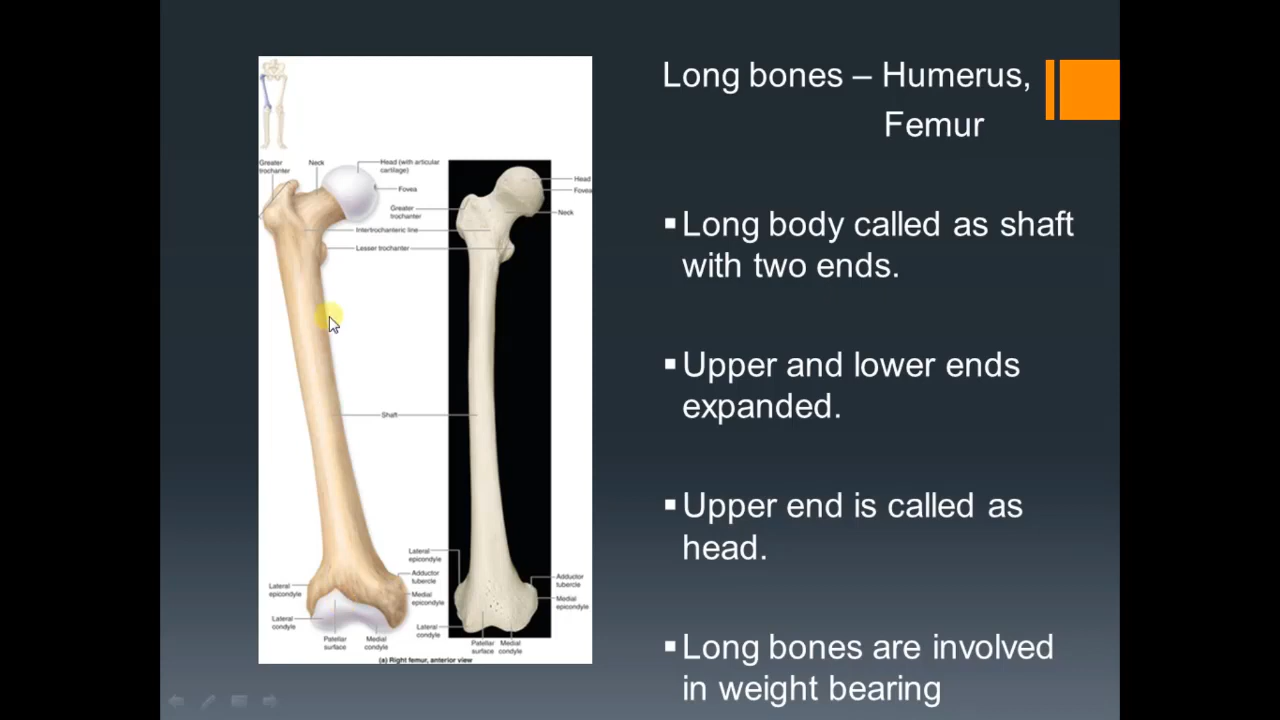 Long bones – Humerus,
Femur
▪Long body called as shaft
with two ends.
▪Upper and lower ends
expanded.
▪Upper end is called as
head.
▪Long bones are involved
in weight bearing
Greater
trochanter
Neck
Head (with articular
cartilage)
Fovea
Greater
trochanter
Intertrochanteric line
Lesser trochanter
Head
Fovea
Neck
Shaft
Lateral
epicondyle
Adductor
tubercle
Medial
epicondyle
Lateral
epicondyle
Lateral
condyle
Patellar
surface
Medial
condyle
Lateral
condyle
Adductor
tubercle
Medial
epicondyle
Patellar
surface
Medial
condyle
(a) Right femur, anterior view